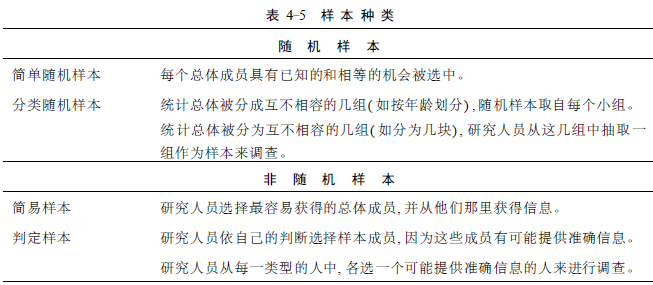 表 4-5 样本种类
随机样本
简单随机样本 每个总体成员具有已知的和相等的机会被选中。
分类随机样本 统计总体被分成互不相容的几组(如按年龄划分),随机样本取自每个小组。
统计总体被分为互不相容的几组(如分为几块),研究人员从这几组中抽取一
组作为样本来调查。
非随机样本
简易样本 研究人员选择最容易获得的总体成员,并从他们那里获得信息。
判定样本 研究人员依自己的判断选择样本成员,因为这些成员有可能提供准确信息。
研究人员从每一类型的人中,各选一个可能提供准确信息的人来进行调查。